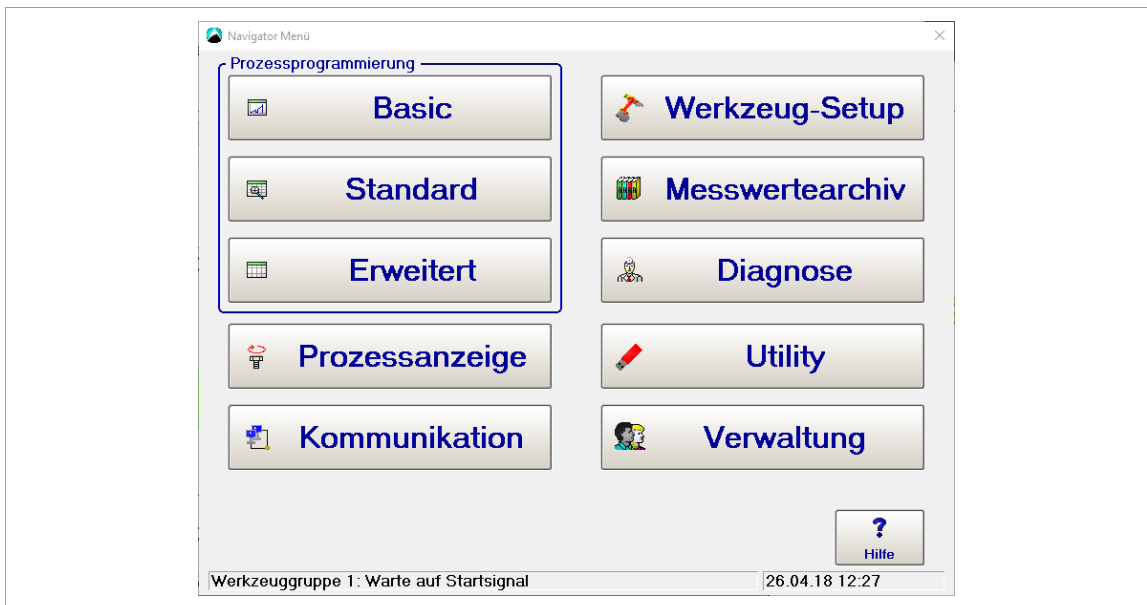 Navigator Menü
Prozessprogrammierung
Basic
Werkzeug-Setup
Standard
Messwertearchiv
Erweitert
Diagnose
Prozessanzeige
Utility
Kommunikation
Verwaltung
?
Hilfe
Werkzeuggruppe 1: Warte auf Startsignal
26.04.18 12:27